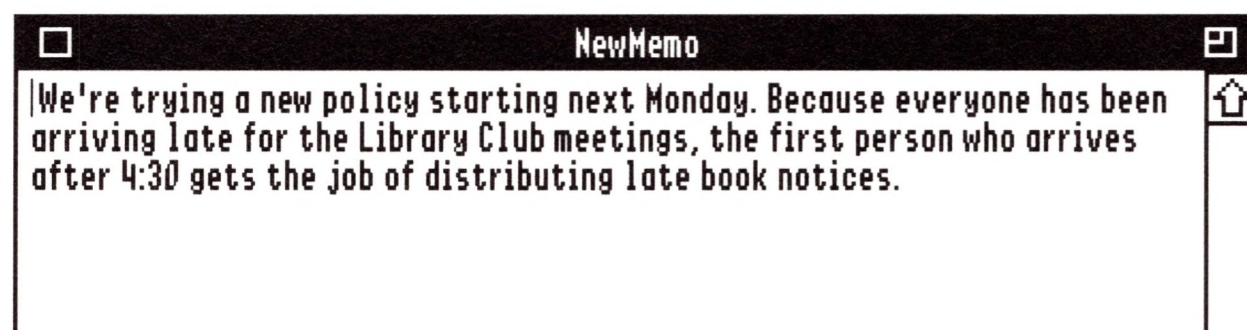 NewMemo
We're trying a new policy starting next Monday. Because everyone has been
arriving late for the Library Club meetings, the first person who arrives
after 4:30 gets the job of distributing late book notices.